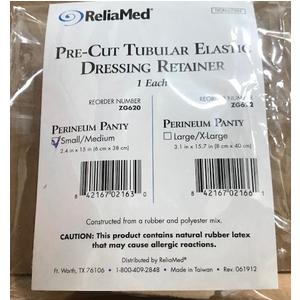 ReliaMed®
PRE-CUT TUBULAR ELASTIC
DRESSING RETAINER
1 Each
REORDER NUMBER
ZG620
REORDER NUMBER
PERINEUM PANTY
Small/Medium
2.4 in x 15 in (6 cm x 38 cm)
PERINEUM PANTY
Large/X-Large
3.1 in x 15.7 in (8 cm x 40 cm)
8 42167 02163 0
8 42167 02166 1
Constructed from a rubber and polyester mix.
CAUTION: This product contains natural rubber latex
that may cause allergic reactions.
Distributed by ReliaMed®
Ft. Worth, TX 76106 • 1-800-409-2848 • Made in Taiwan • Rev. 061912